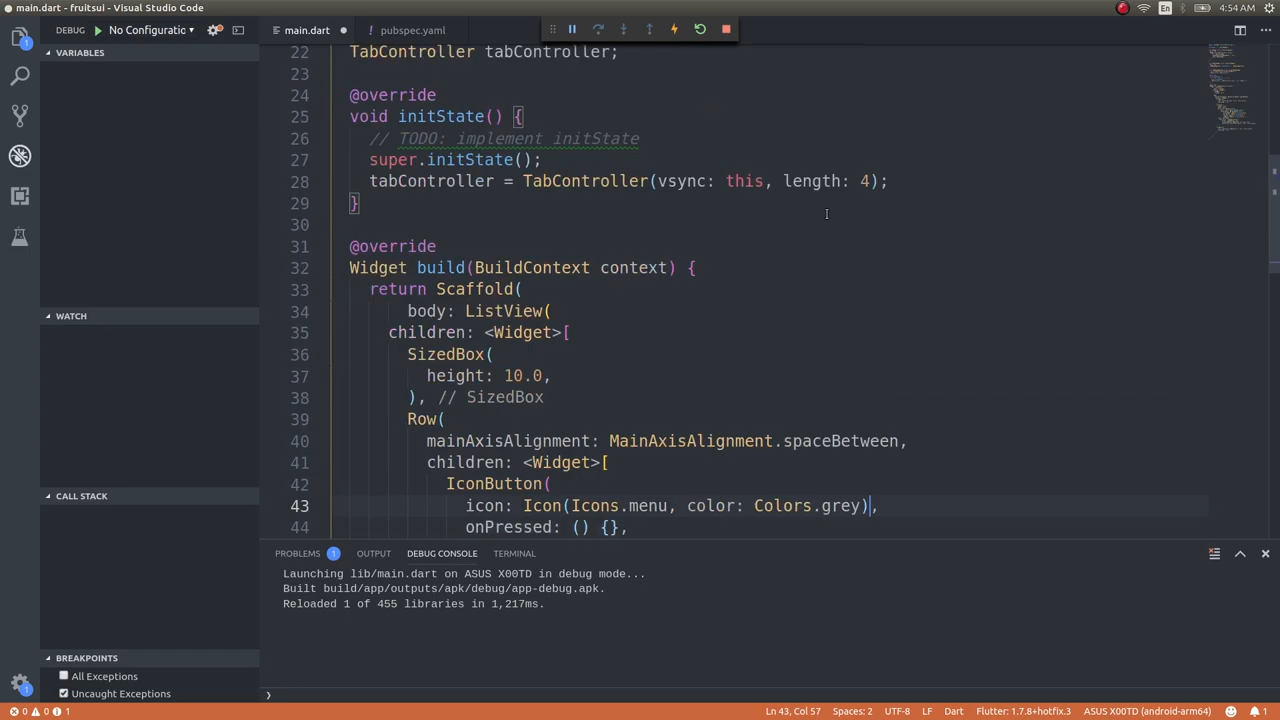 main.dart - fruitsui - Visual Studio Code
En
4:54 AM
DEBUG
No Configuratic
main.dart
pubspec.yaml
VARIABLES
WATCH
CALL STACK
BREAKPOINTS
All Exceptions
Uncaught Exceptions
22 TabController tabController;
23
24 @override
25 void initState() {
26 // TODO: implement initState
27 super.initState();
28 tabController = TabController(vsync: this, length: 4);
29 }
30
31 @override
32 Widget build(BuildContext context) {
33 return Scaffold(
34 body: ListView(
35 children: <Widget>[
36 SizedBox(
37 height: 10.0,
38 ), // SizedBox
39 Row(
40 mainAxisAlignment: MainAxisAlignment.spaceBetween,
41 children: <Widget>[
42 IconButton(
43 icon: Icon(Icons.menu, color: Colors.grey),
44 onPressed: () {},
PROBLEMS 1 OUTPUT DEBUG CONSOLE TERMINAL
Launching lib/main.dart on ASUS X00TD in debug mode...
Built build/app/outputs/apk/debug/app-debug.apk.
Reloaded 1 of 455 libraries in 1,217ms.
1
1
0 0 1
Ln 43, Col 57 Spaces: 2 UTF-8 LF Dart Flutter: 1.7.8+hotfix.3 ASUS X00TD (android-arm64) 1